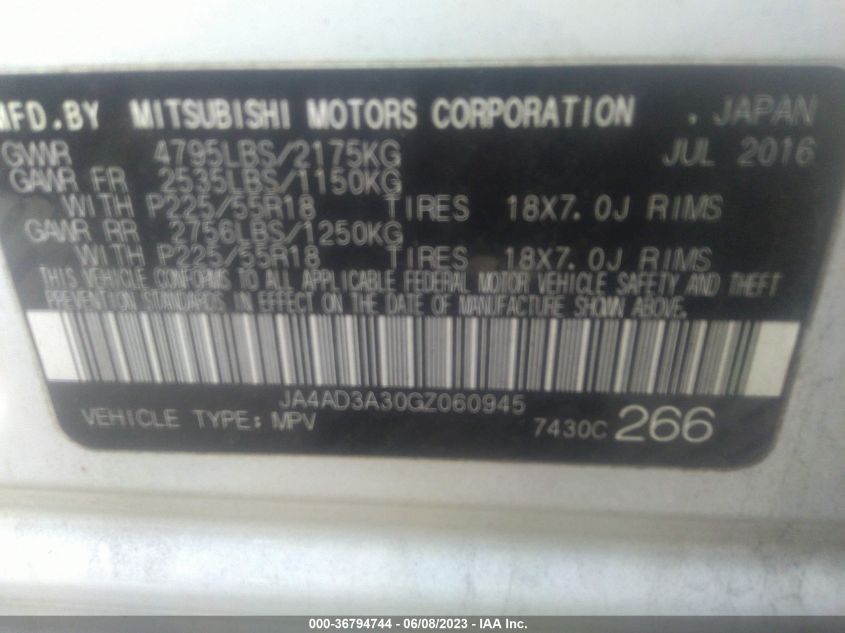 MFD.BY MITSUBISHI MOTORS CORPORATION . JAPAN
GVWR 4795LBS/2175KG JUL 2016
GAWR FR 2535LBS/1150KG
WITH P225/55R18 TIRES 18X7.0J RIMS
GAWR RR 2756LBS/1250KG
WITH P225/55R18 TIRES 18X7.0J RIMS
THIS VEHICLE CONFORMS TO ALL APPLICABLE FEDERAL MOTOR VEHICLE SAFETY AND THEFT
PREVENTION STANDARDS IN EFFECT ON THE DATE OF MANUFACTURE SHOWN ABOVE.
JA4AD3A30GZ060945
VEHICLE TYPE: MPV 7430C 266
000-36794744 - 06/08/2023 - IAA Inc.